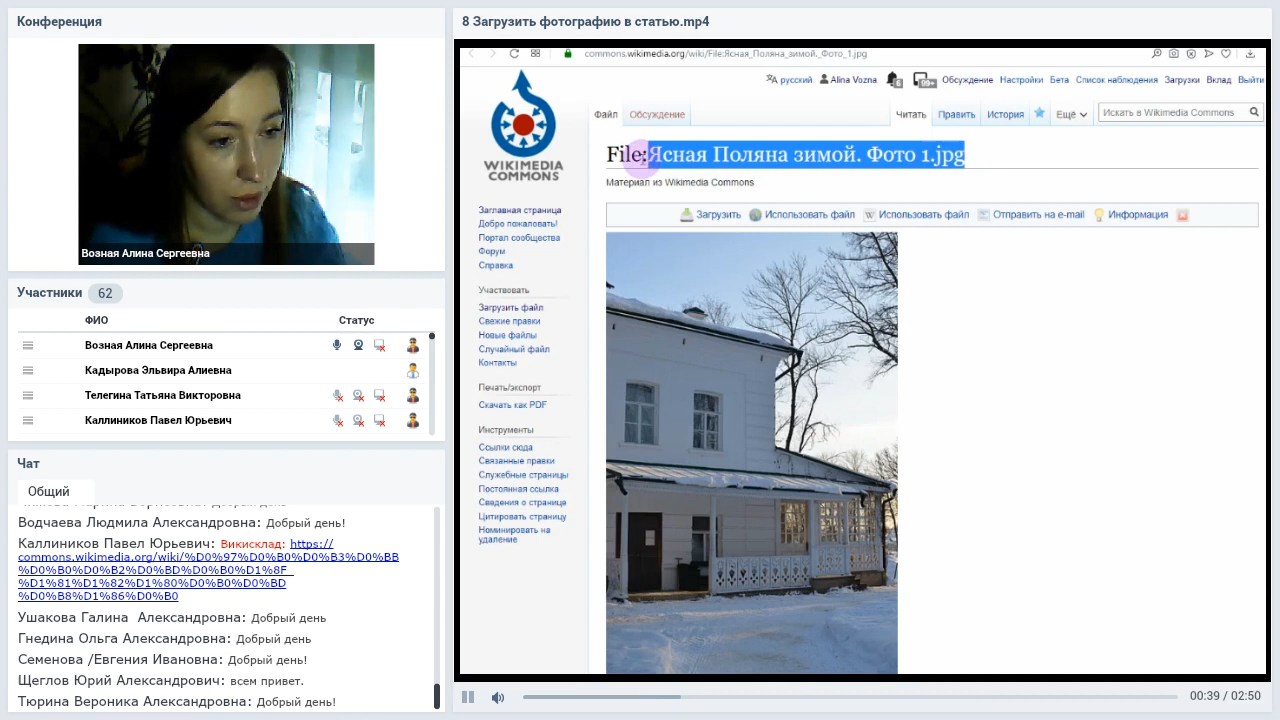 Конференция
Возная Алина Сергеевна
Участники 62
ФИО Статус
Возная Алина Сергеевна
Кадырова Эльвира Алиевна
Телегина Татьяна Викторовна
Каллиников Павел Юрьевич
Чат
Общий
Водчаева Людмила Александровна: Добрый день!
Каллиников Павел Юрьевич: Викисклад: https://
commons.wikimedia.org/wiki/%D0%97%D0%B0%D0%B3%D0%BB
%D0%B0%D0%B2%D0%BD%D0%B0%D1%8F_
%D1%81%D1%82%D1%80%D0%B0%D0%BD
%D0%B8%D1%86%D0%B0
Ушакова Галина Александровна: Добрый день
Гнедина Ольга Александровна: Добрый день
Семенова /Евгения Ивановна: Добрый день!
Щеглов Юрий Александрович: всем привет.
Тюрина Вероника Александровна: Добрый день!
8 Загрузить фотографию в статью.mp4
commons.wikimedia.org/wiki/File:Ясная_Поляна_зимой._Фото_1.jpg
русский Alina Vozna 6 99+ Обсуждение Настройки Бета Список наблюдения Загрузки Вклад Выйти
Файл Обсуждение Читать Править История Ещё Искать в Wikimedia Commons
WIKIMEDIA
COMMONS
File:Ясная Поляна зимой. Фото 1.jpg
Материал из Wikimedia Commons
Загрузить Использовать файл Использовать файл Отправить на e-mail Информация
Заглавная страница
Добро пожаловать!
Портал сообщества
Форум
Справка
Участвовать
Загрузить файл
Свежие правки
Новые файлы
Случайный файл
Контакты
Печать/экспорт
Скачать как PDF
Инструменты
Ссылки сюда
Связанные правки
Служебные страницы
Постоянная ссылка
Сведения о странице
Цитировать страницу
Номинировать на
удаление
00:39 / 02:50